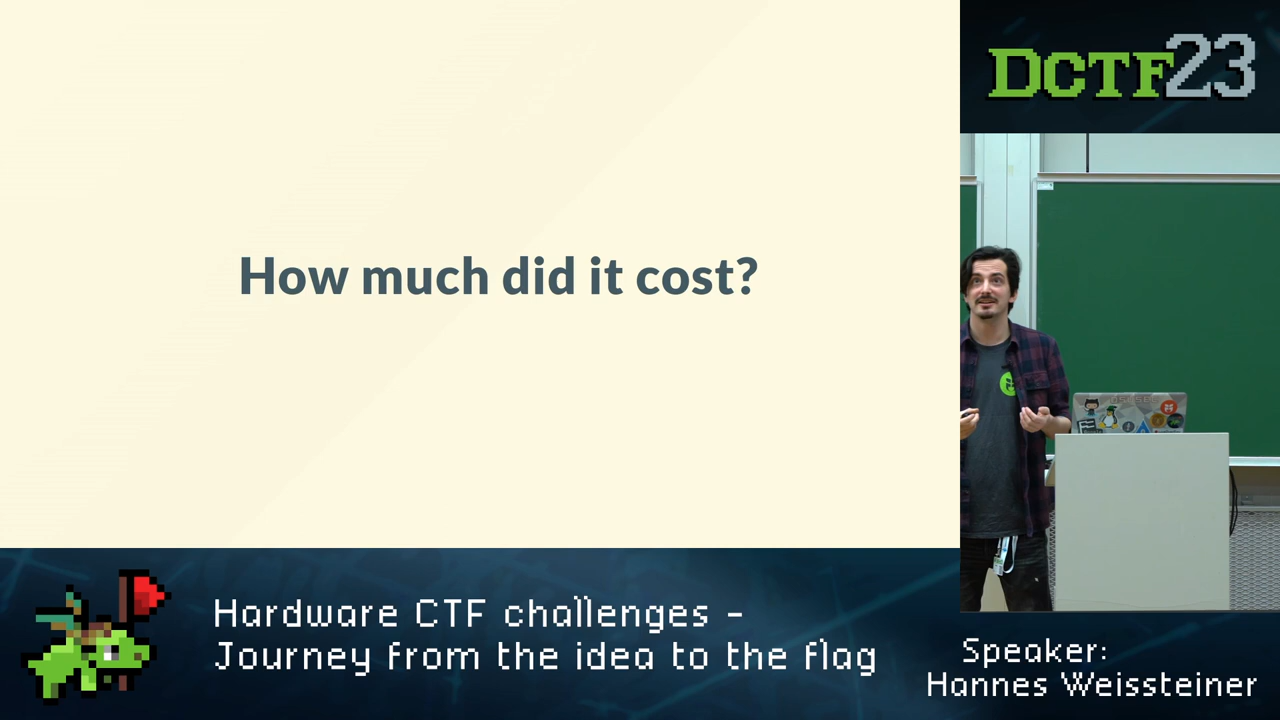 How much did it cost?
DCTF23
Hardware CTF challenges -
Journey from the idea to the flag
Speaker:
Hannes Weissteiner